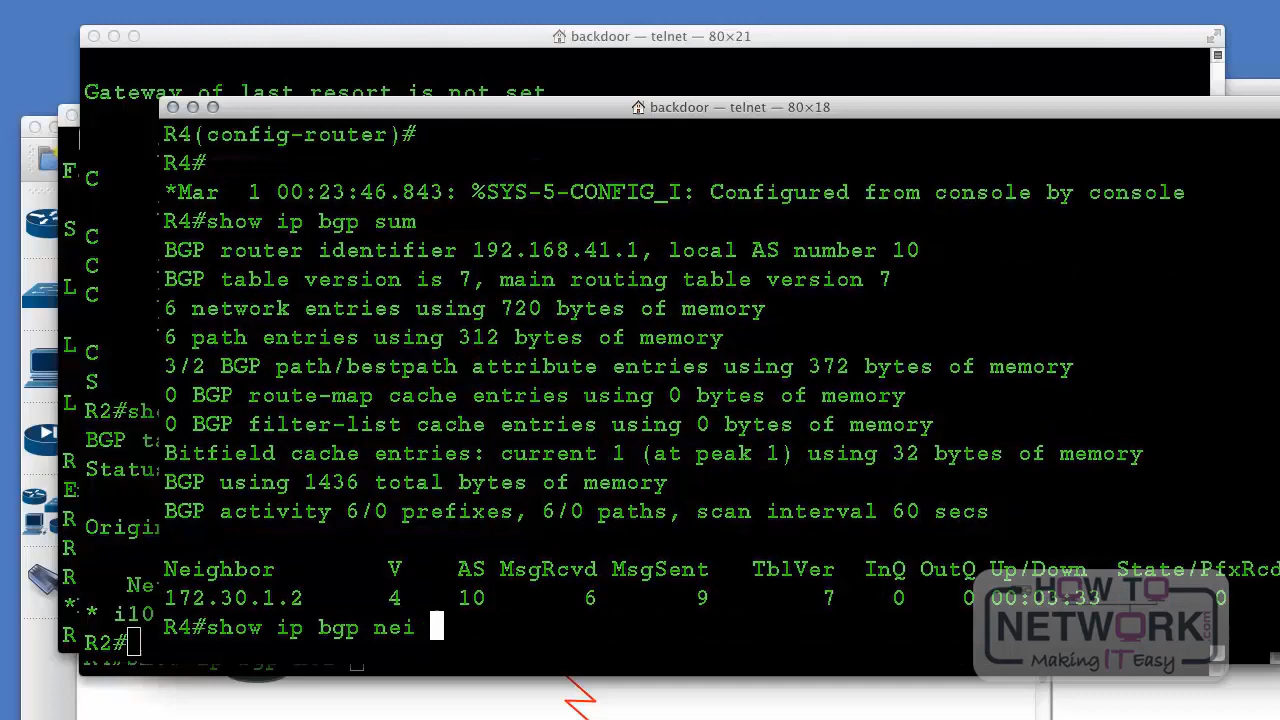 backdoor — telnet — 80×21
Gateway of last resort is not set
backdoor — telnet — 80×18
R4(config-router)#
R4#
*Mar  1 00:23:46.843: %SYS-5-CONFIG_I: Configured from console by console
R4#show ip bgp sum
BGP router identifier 192.168.41.1, local AS number 10
BGP table version is 7, main routing table version 7
6 network entries using 720 bytes of memory
6 path entries using 312 bytes of memory
3/2 BGP path/bestpath attribute entries using 372 bytes of memory
0 BGP route-map cache entries using 0 bytes of memory
0 BGP filter-list cache entries using 0 bytes of memory
Bitfield cache entries: current 1 (at peak 1) using 32 bytes of memory
BGP using 1436 total bytes of memory
BGP activity 6/0 prefixes, 6/0 paths, scan interval 60 secs
Neighbor V AS MsgRcvd MsgSent TblVer InQ OutQ Up/Down State/PfxRcd
172.30.1.2 4 10 6 9 7 0 0 00:03:33 0
R4#show ip bgp nei
C
C
C
C
C
S
R2#sho
BGP ta
Status
Origin
Ne
* i10
R2#
F
S
L
L
L
R
E
R
R
R
*
R
HOW TO
NETWORK.com
Making IT Easy